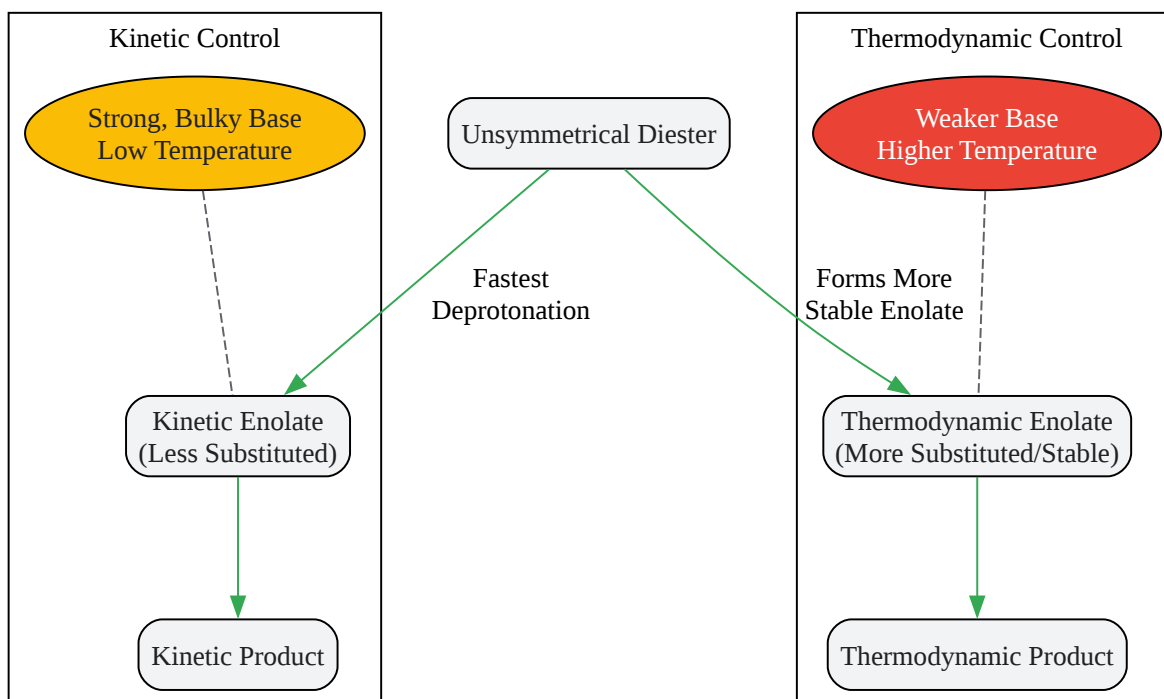 Kinetic Control
Thermodynamic Control
Strong, Bulky Base
Low Temperature
Unsymmetrical Diester
Weaker Base
Higher Temperature
Fastest
Deprotonation
Forms More
Stable Enolate
Kinetic Enolate
(Less Substituted)
Thermodynamic Enolate
(More Substituted/Stable)
Kinetic Product
Thermodynamic Product